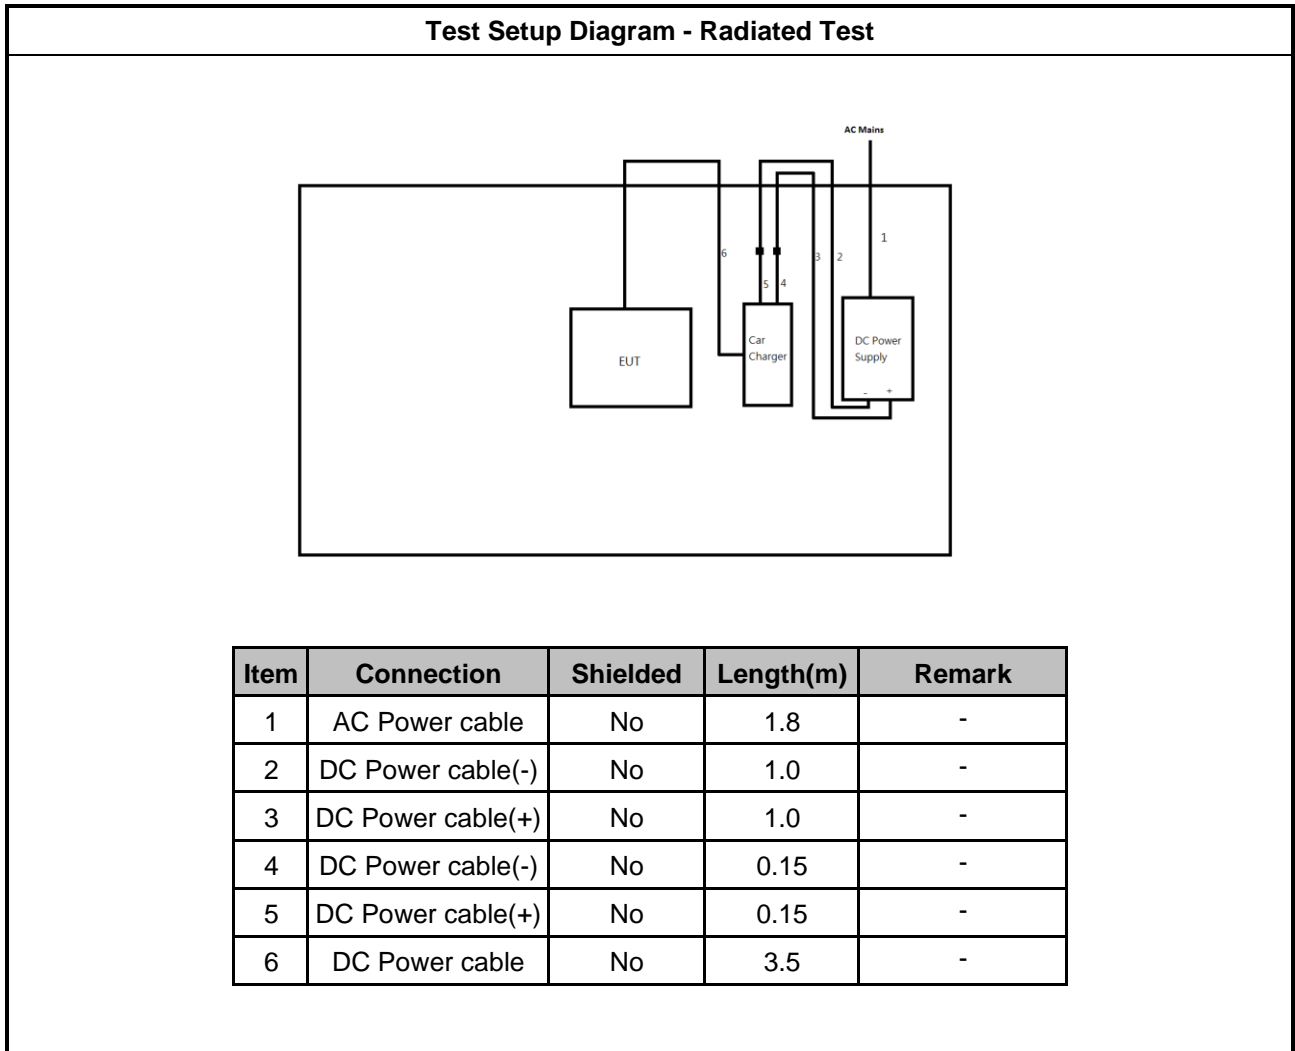 Test Setup Diagram - Radiated Test
AC Mains
1
6
3 2
5 4
Car
Charger
DC Power
Supply
EUT
- +
Item Connection Shielded Length(m) Remark
1 AC Power cable No 1.8 -
2 DC Power cable(-) No 1.0 -
3 DC Power cable(+) No 1.0 -
4 DC Power cable(-) No 0.15 -
5 DC Power cable(+) No 0.15 -
6 DC Power cable No 3.5 -